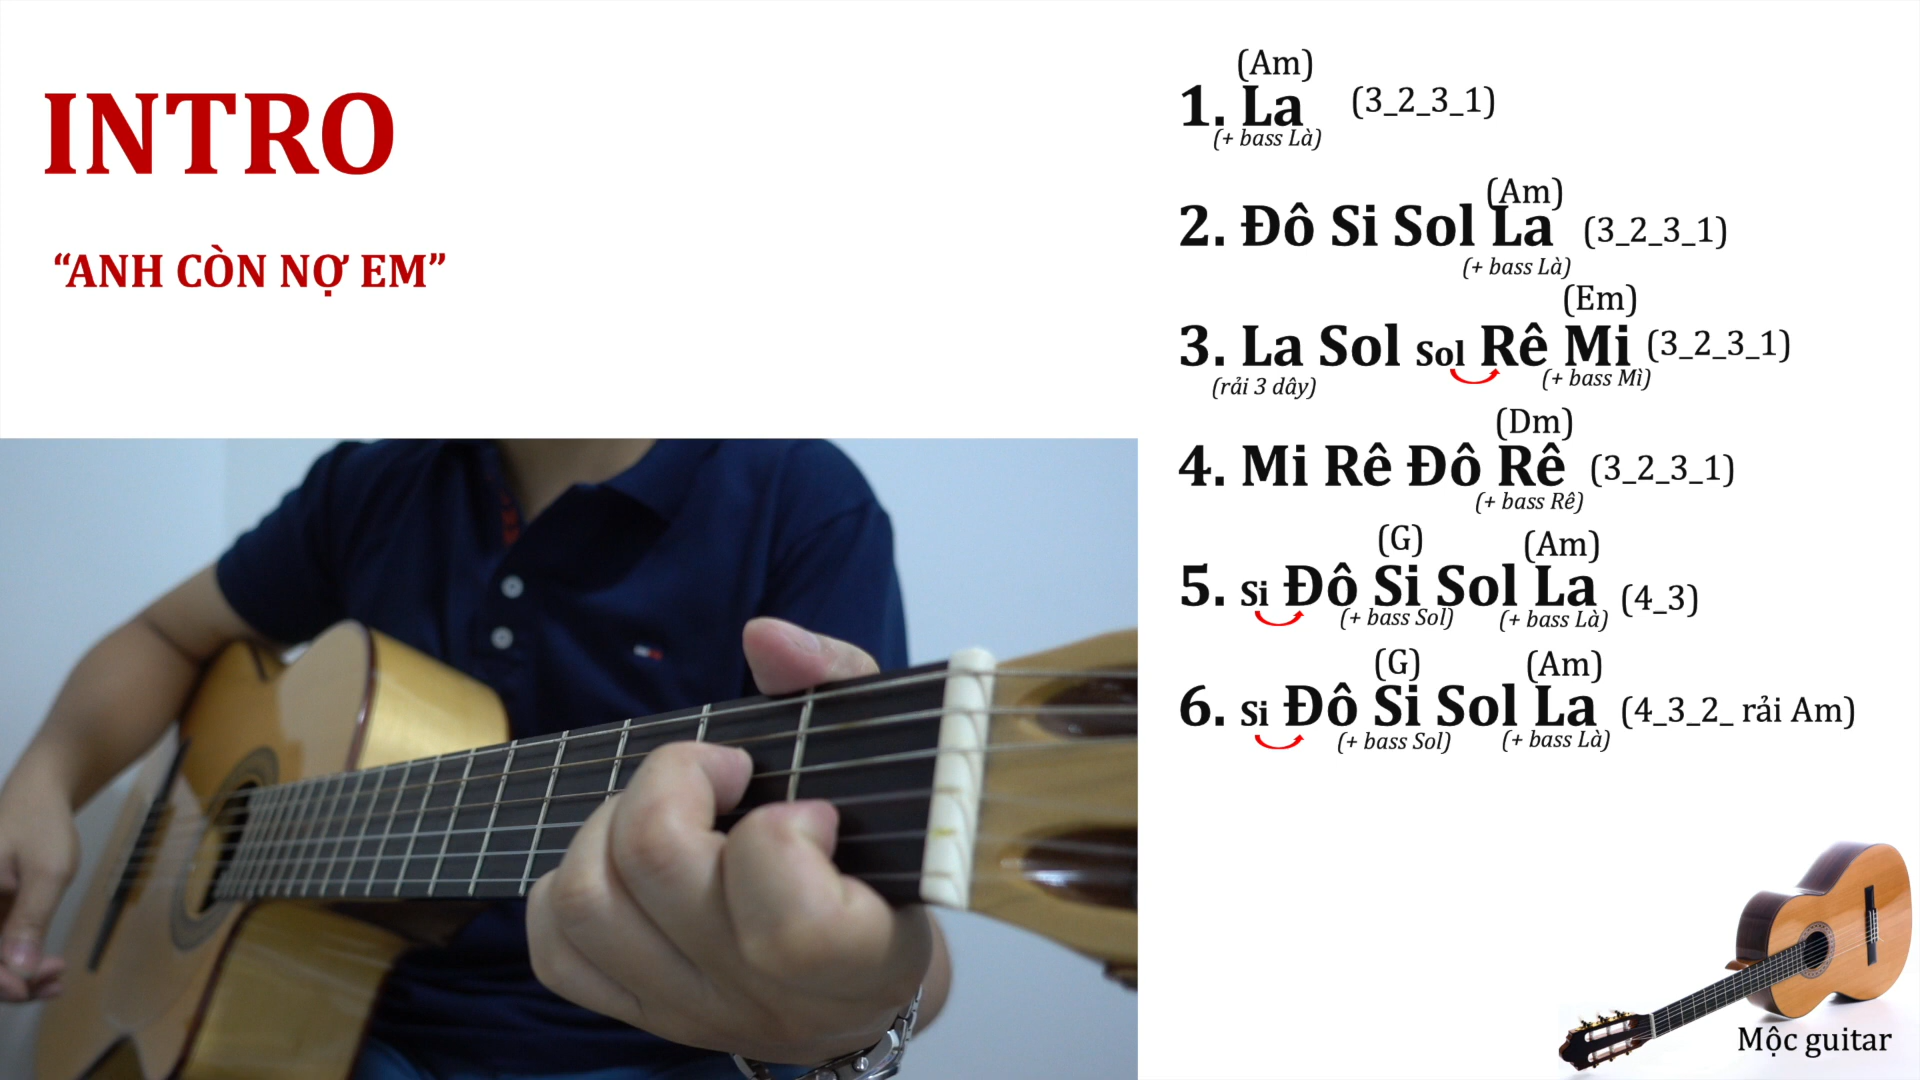 INTRO
“ANH CÒN NỢ EM”
(Am)
1. La (3_2_3_1)
(+ bass Là)
(Am)
2. Đô Si Sol La (3_2_3_1)
(+ bass Là)
(Em)
3. La Sol Sol Rê Mi (3_2_3_1)
(rải 3 dây) (+ bass Mì)
(Dm)
4. Mi Rê Đô Rê (3_2_3_1)
(+ bass Rê)
(G) (Am)
5. Si Đô Si Sol La (4_3)
(+ bass Sol) (+ bass Là)
(G) (Am)
6. Si Đô Si Sol La (4_3_2_ rải Am)
(+ bass Sol) (+ bass Là)
Mộc guitar